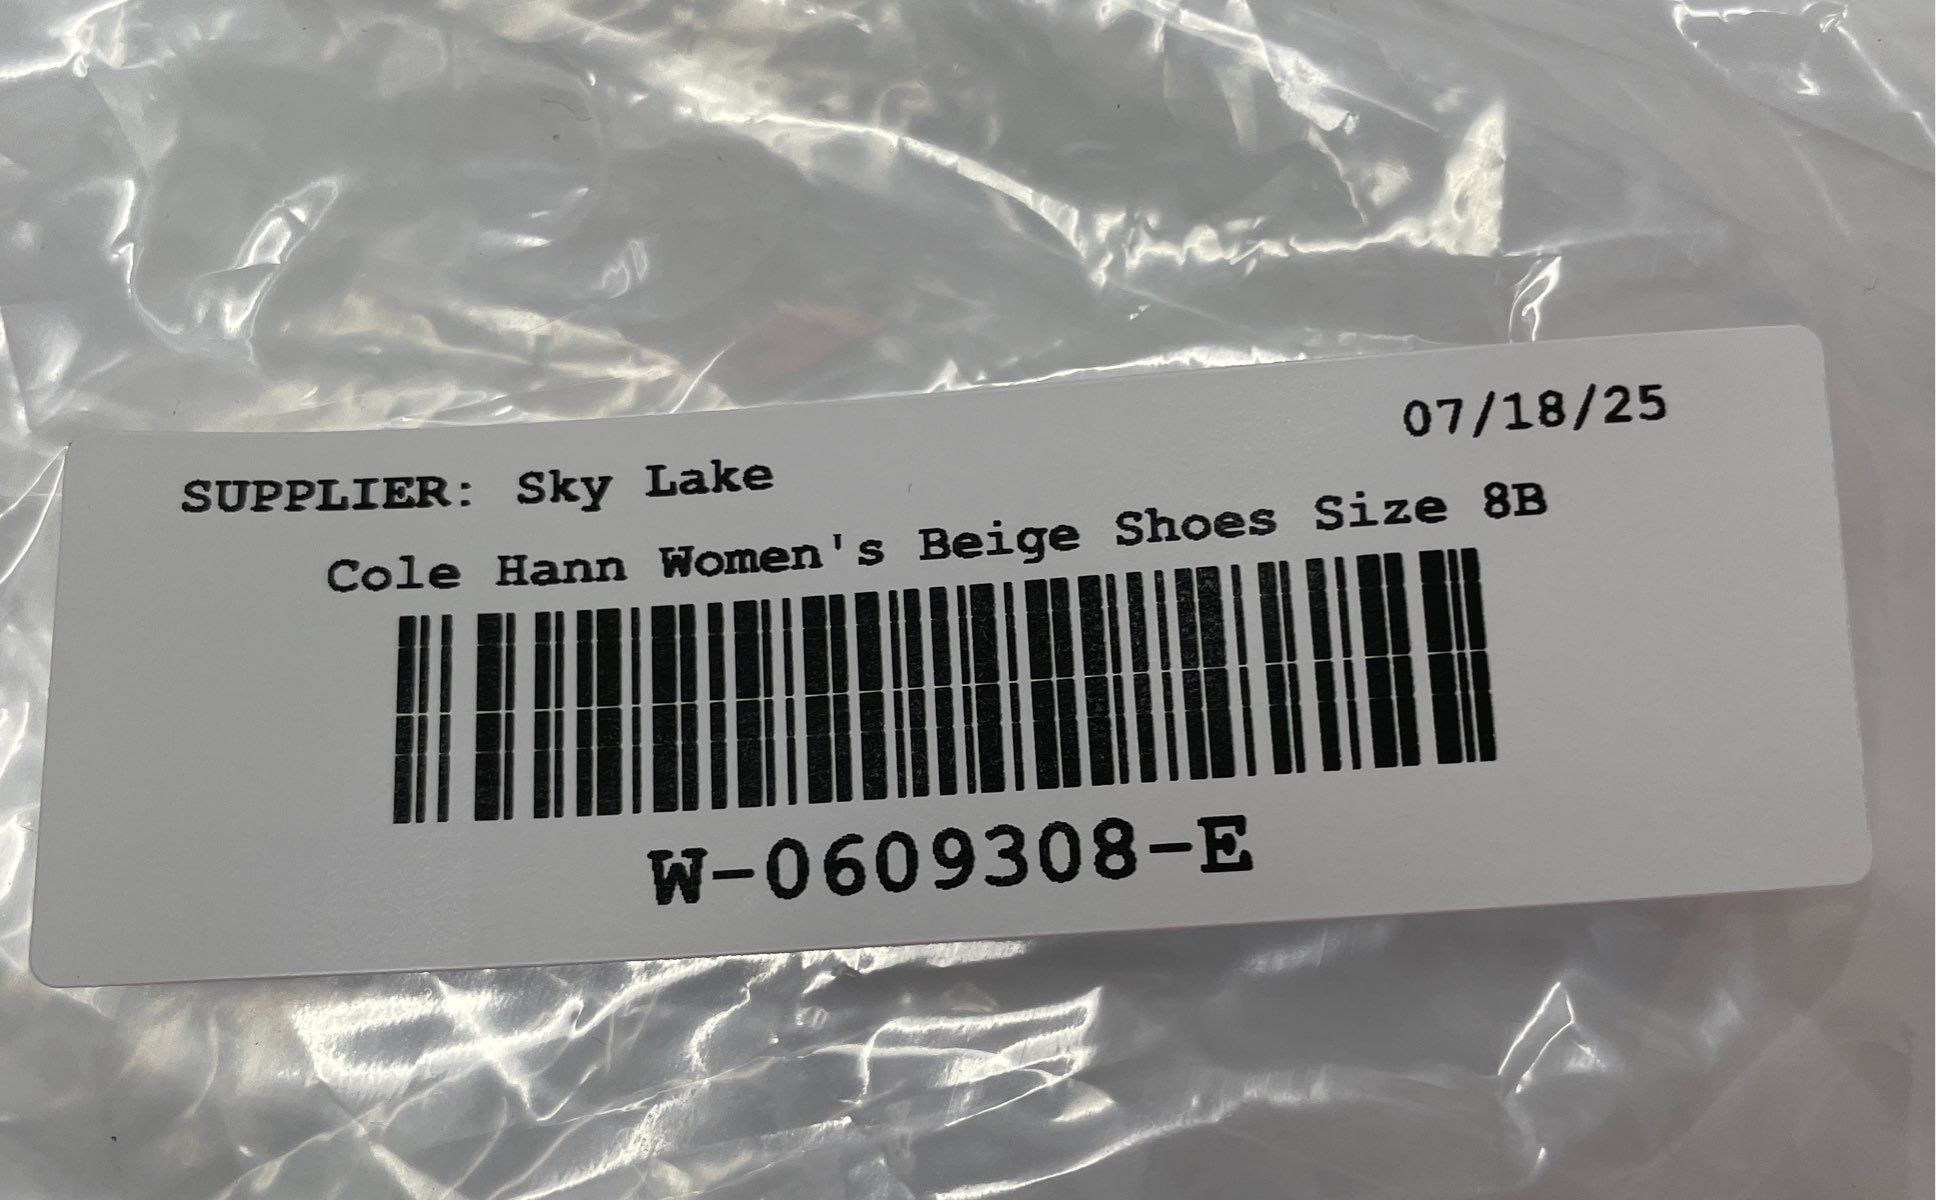 07/18/25
SUPPLIER: Sky Lake
Cole Hann Women's Beige Shoes Size 8B
W-0609308-E